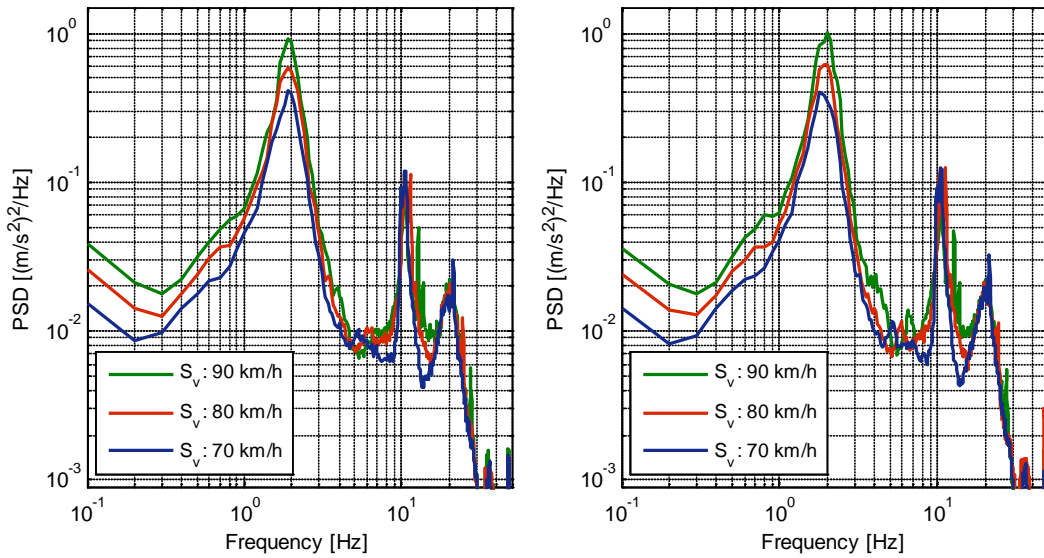 10^0
10^-1
10^-2
10^-3
PSD [(m/s^2)^2/Hz]
S_v: 90 km/h
S_v: 80 km/h
S_v: 70 km/h
10^-1
10^0
10^1
Frequency [Hz]
10^0
10^-1
10^-2
10^-3
PSD [(m/s^2)^2/Hz]
S_v: 90 km/h
S_v: 80 km/h
S_v: 70 km/h
10^-1
10^0
10^1
Frequency [Hz]